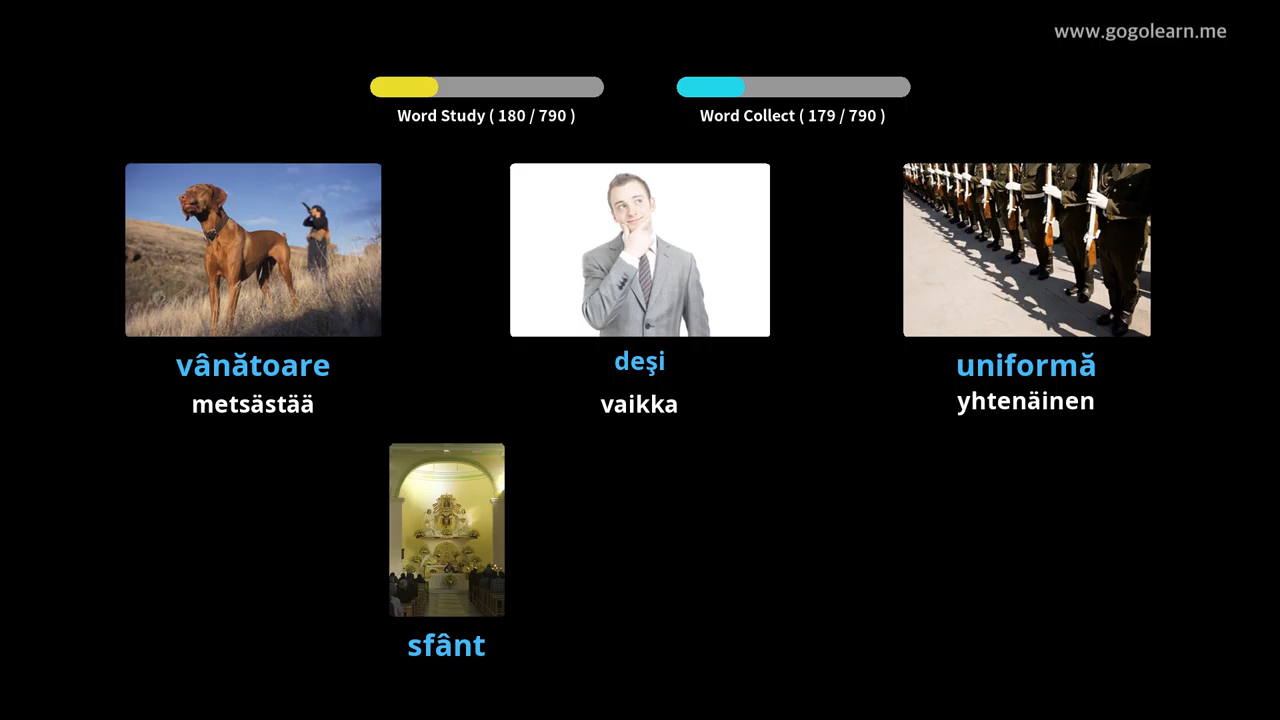 www.gogolearn.me
Word Study ( 180 / 790 )
Word Collect ( 179 / 790 )
vânătoare
deşi
uniformă
metsästää
vaikka
yhtenäinen
sfânt